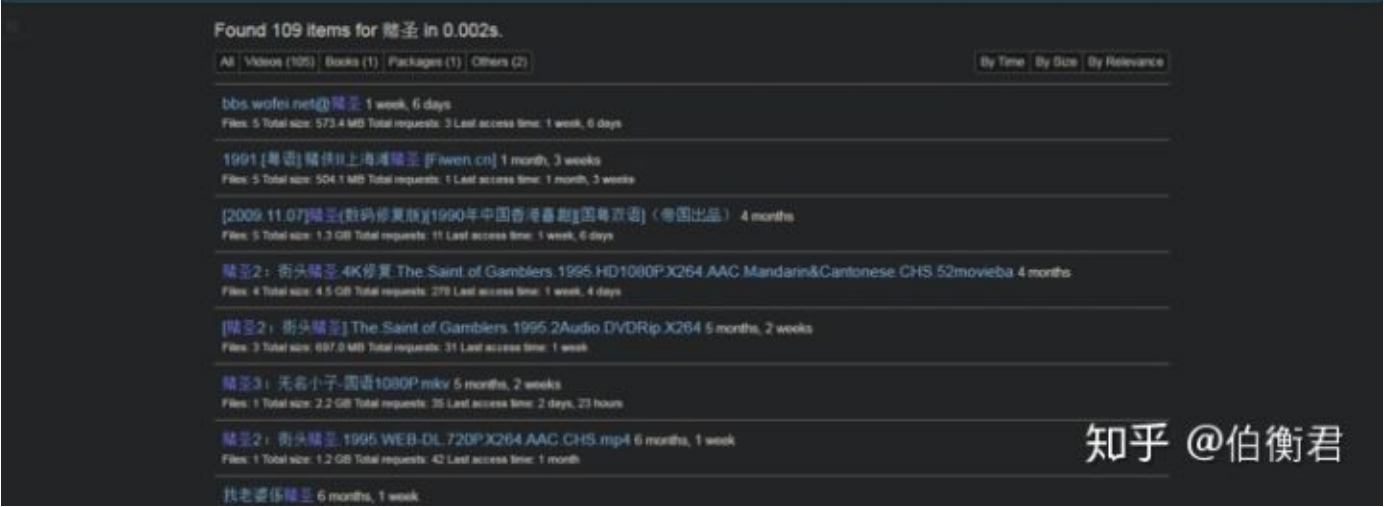 Found 109 items for 赌圣 in 0.002s.
All Videos (105) Books (1) Packages (1) Others (2) By Time By Size By Relevance
bbs.wofei.net@赌圣 1 week, 6 days
Files: 5 Total size: 573.4 MB Total requests: 3 Last access time: 1 week, 6 days
1991.[粤语].赌侠II上海滩赌圣.[Fiwen.cn] 1 month, 3 weeks
Files: 5 Total size: 504.1 MB Total requests: 1 Last access time: 1 month, 3 weeks
[2009.11.07]赌圣(数码修复版)[1990年中国香港喜剧][国粤双语]（帝国出品） 4 months
Files: 5 Total size: 1.3 GB Total requests: 11 Last access time: 1 week, 6 days
赌圣2：街头赌圣.4K修复.The.Saint.of.Gamblers.1995.HD1080P.X264.AAC.Mandarin&Cantonese.CHS.52movieba 4 months
Files: 4 Total size: 4.5 GB Total requests: 278 Last access time: 1 week, 4 days
[赌圣2：街头赌圣].The.Saint.of.Gamblers.1995.2Audio.DVDRip.X264 5 months, 2 weeks
Files: 3 Total size: 697.0 MB Total requests: 31 Last access time: 1 week
赌圣3：无名小子-国语1080P.mkv 5 months, 2 weeks
Files: 1 Total size: 2.2 GB Total requests: 35 Last access time: 2 days, 23 hours
赌圣2：街头赌圣.1995.WEB-DL.720P.X264.AAC.CHS.mp4 6 months, 1 week
Files: 1 Total size: 1.2 GB Total requests: 42 Last access time: 1 month
找老婆係赌圣 6 months, 1 week
知乎 @伯衡君